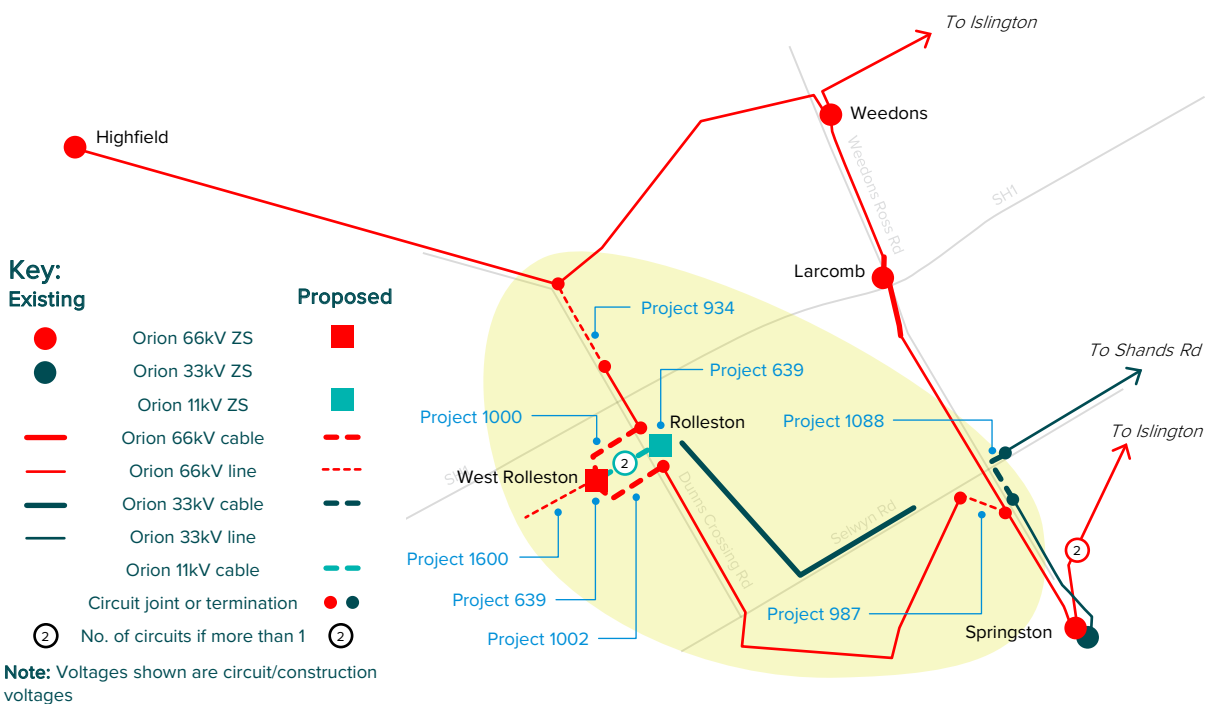 To Islington
Highfield
Weedons
Weedons Ross Rd
SH1
Larcomb
Key:
Existing
Proposed
Orion 66kV ZS
Orion 33kV ZS
Orion 11kV ZS
Orion 66kV cable
Orion 66kV line
Orion 33kV cable
Orion 33kV line
Orion 11kV cable
Circuit joint or termination
2 No. of circuits if more than 1 2
Note: Voltages shown are circuit/construction
voltages
Project 934
To Shands Rd
Project 639
Project 1000
Rolleston
Project 1088
To Islington
2
West Rolleston
Dunns Crossing Rd
Selwyn Rd
2
Project 1600
Project 639
Project 1002
Project 987
Springston